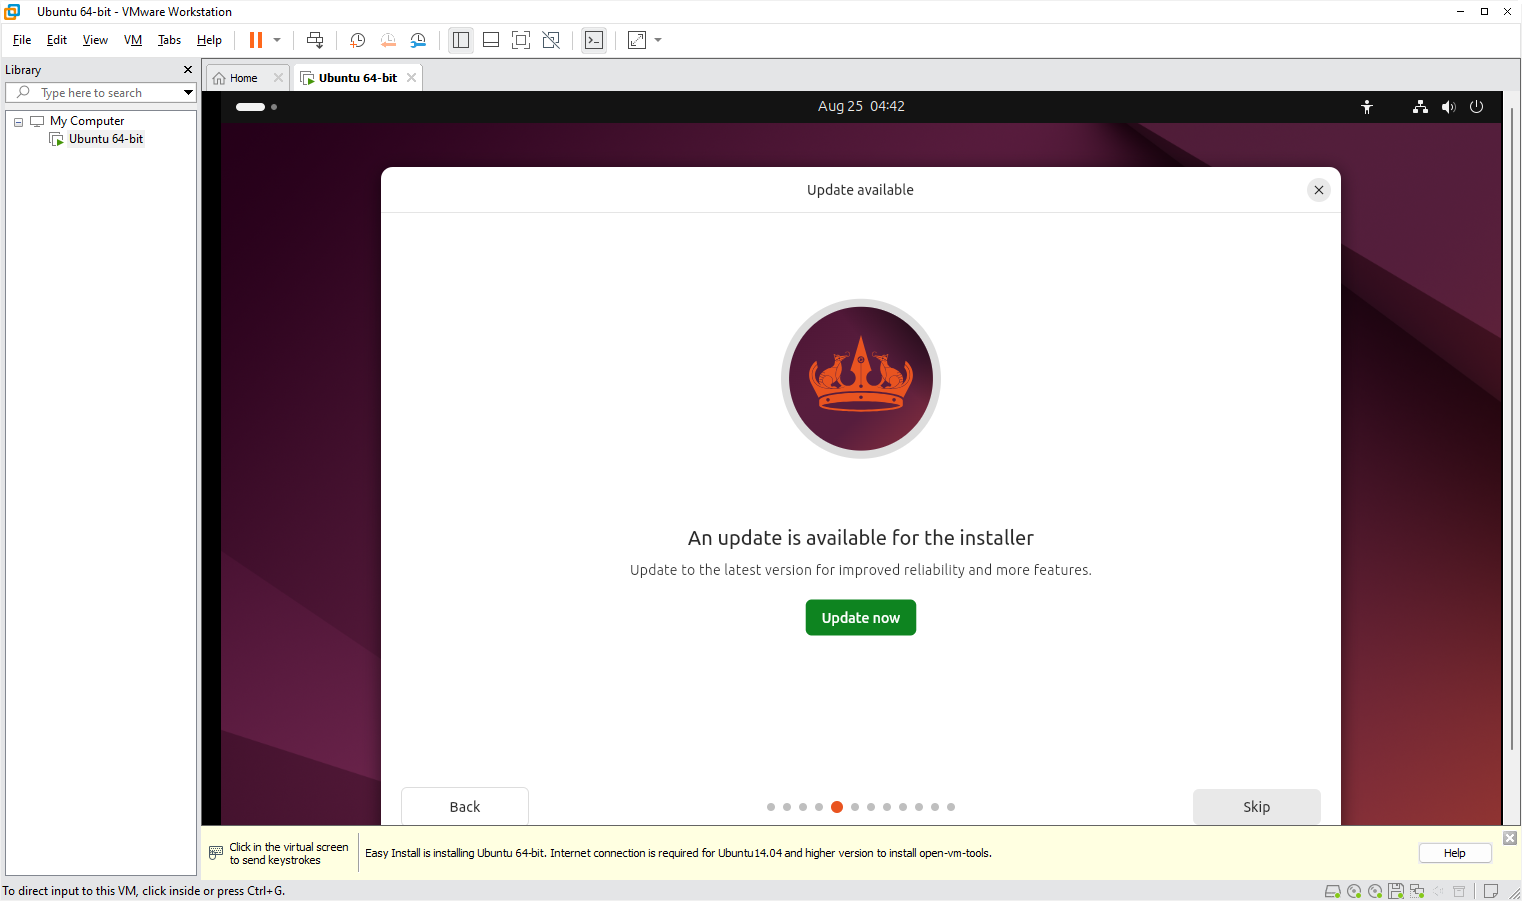 Ubuntu 64-bit - VMware Workstation
File Edit View VM Tabs Help
Library
Type here to search
My Computer
Ubuntu 64-bit
Home
Ubuntu 64-bit
Aug 25 04:42
Update available
An update is available for the installer
Update to the latest version for improved reliability and more features.
Update now
Back
Skip
Click in the virtual screen
to send keystrokes
Easy Install is installing Ubuntu 64-bit. Internet connection is required for Ubuntu14.04 and higher version to install open-vm-tools.
Help
To direct input to this VM, click inside or press Ctrl+G.